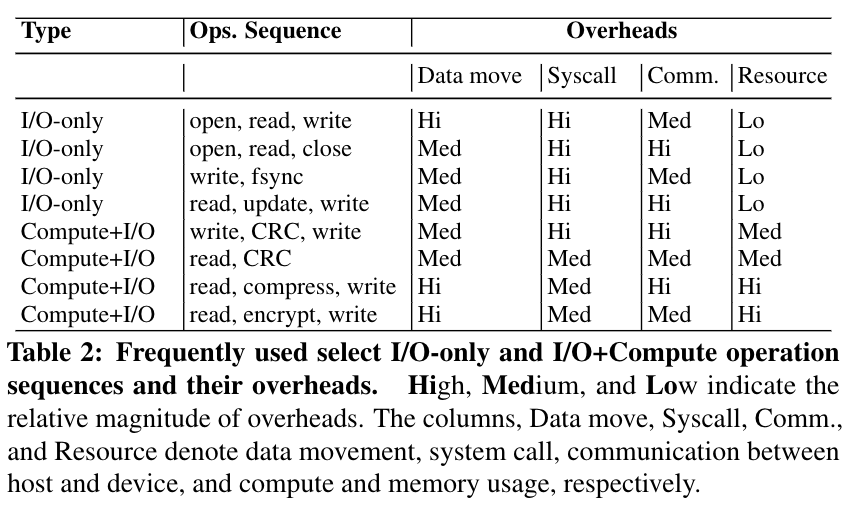 Type Ops. Sequence Overheads
Data move Syscall Comm. Resource
I/O-only open, read, write Hi Hi Med Lo
I/O-only open, read, close Med Hi Hi Lo
I/O-only write, fsync Med Hi Med Lo
I/O-only read, update, write Med Hi Hi Lo
Compute+I/O write, CRC, write Med Hi Hi Med
Compute+I/O read, CRC Med Med Med Med
Compute+I/O read, compress, write Hi Med Hi Hi
Compute+I/O read, encrypt, write Hi Med Med Hi
Table 2: Frequently used select I/O-only and I/O+Compute operation
sequences and their overheads. High, Medium, and Low indicate the
relative magnitude of overheads. The columns, Data move, Syscall, Comm.,
and Resource denote data movement, system call, communication between
host and device, and compute and memory usage, respectively.